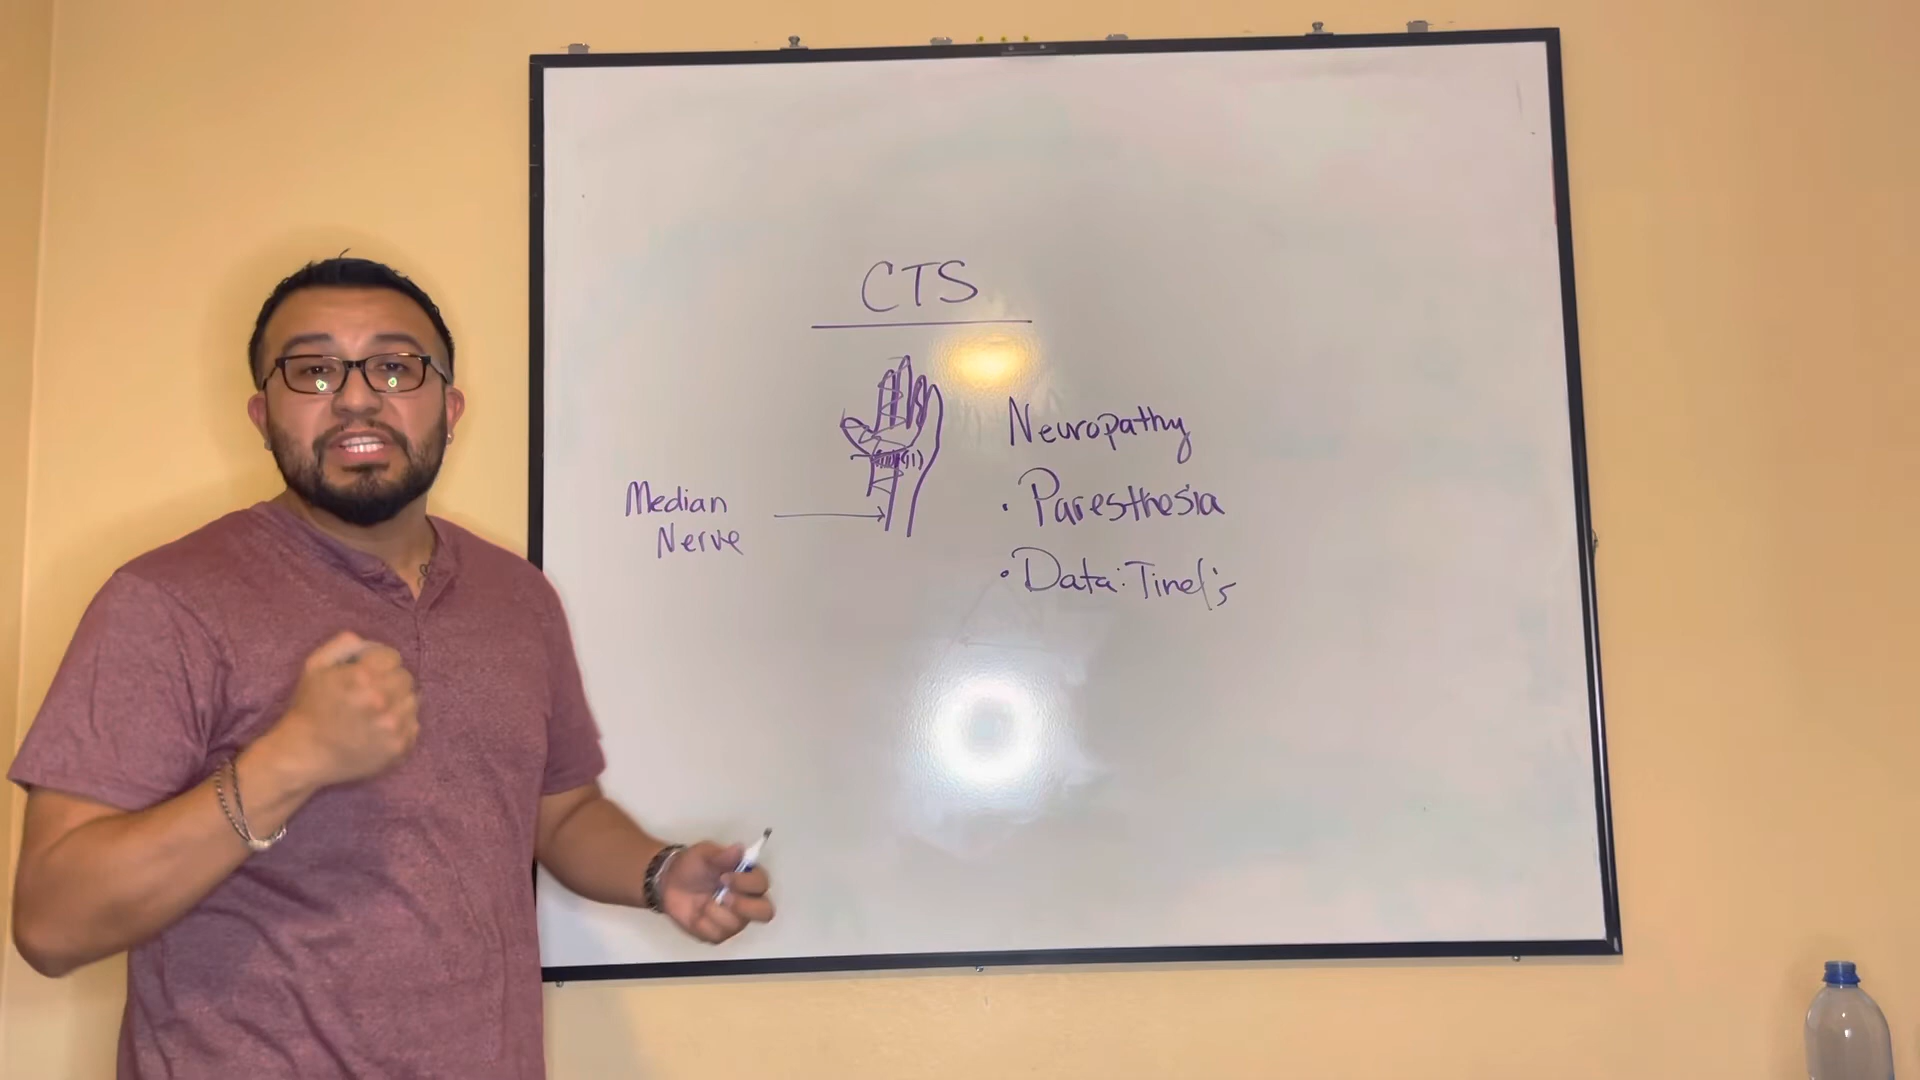 CTS
Median
Nerve
Neuropathy
· Paresthesia
· Data: Tinel's